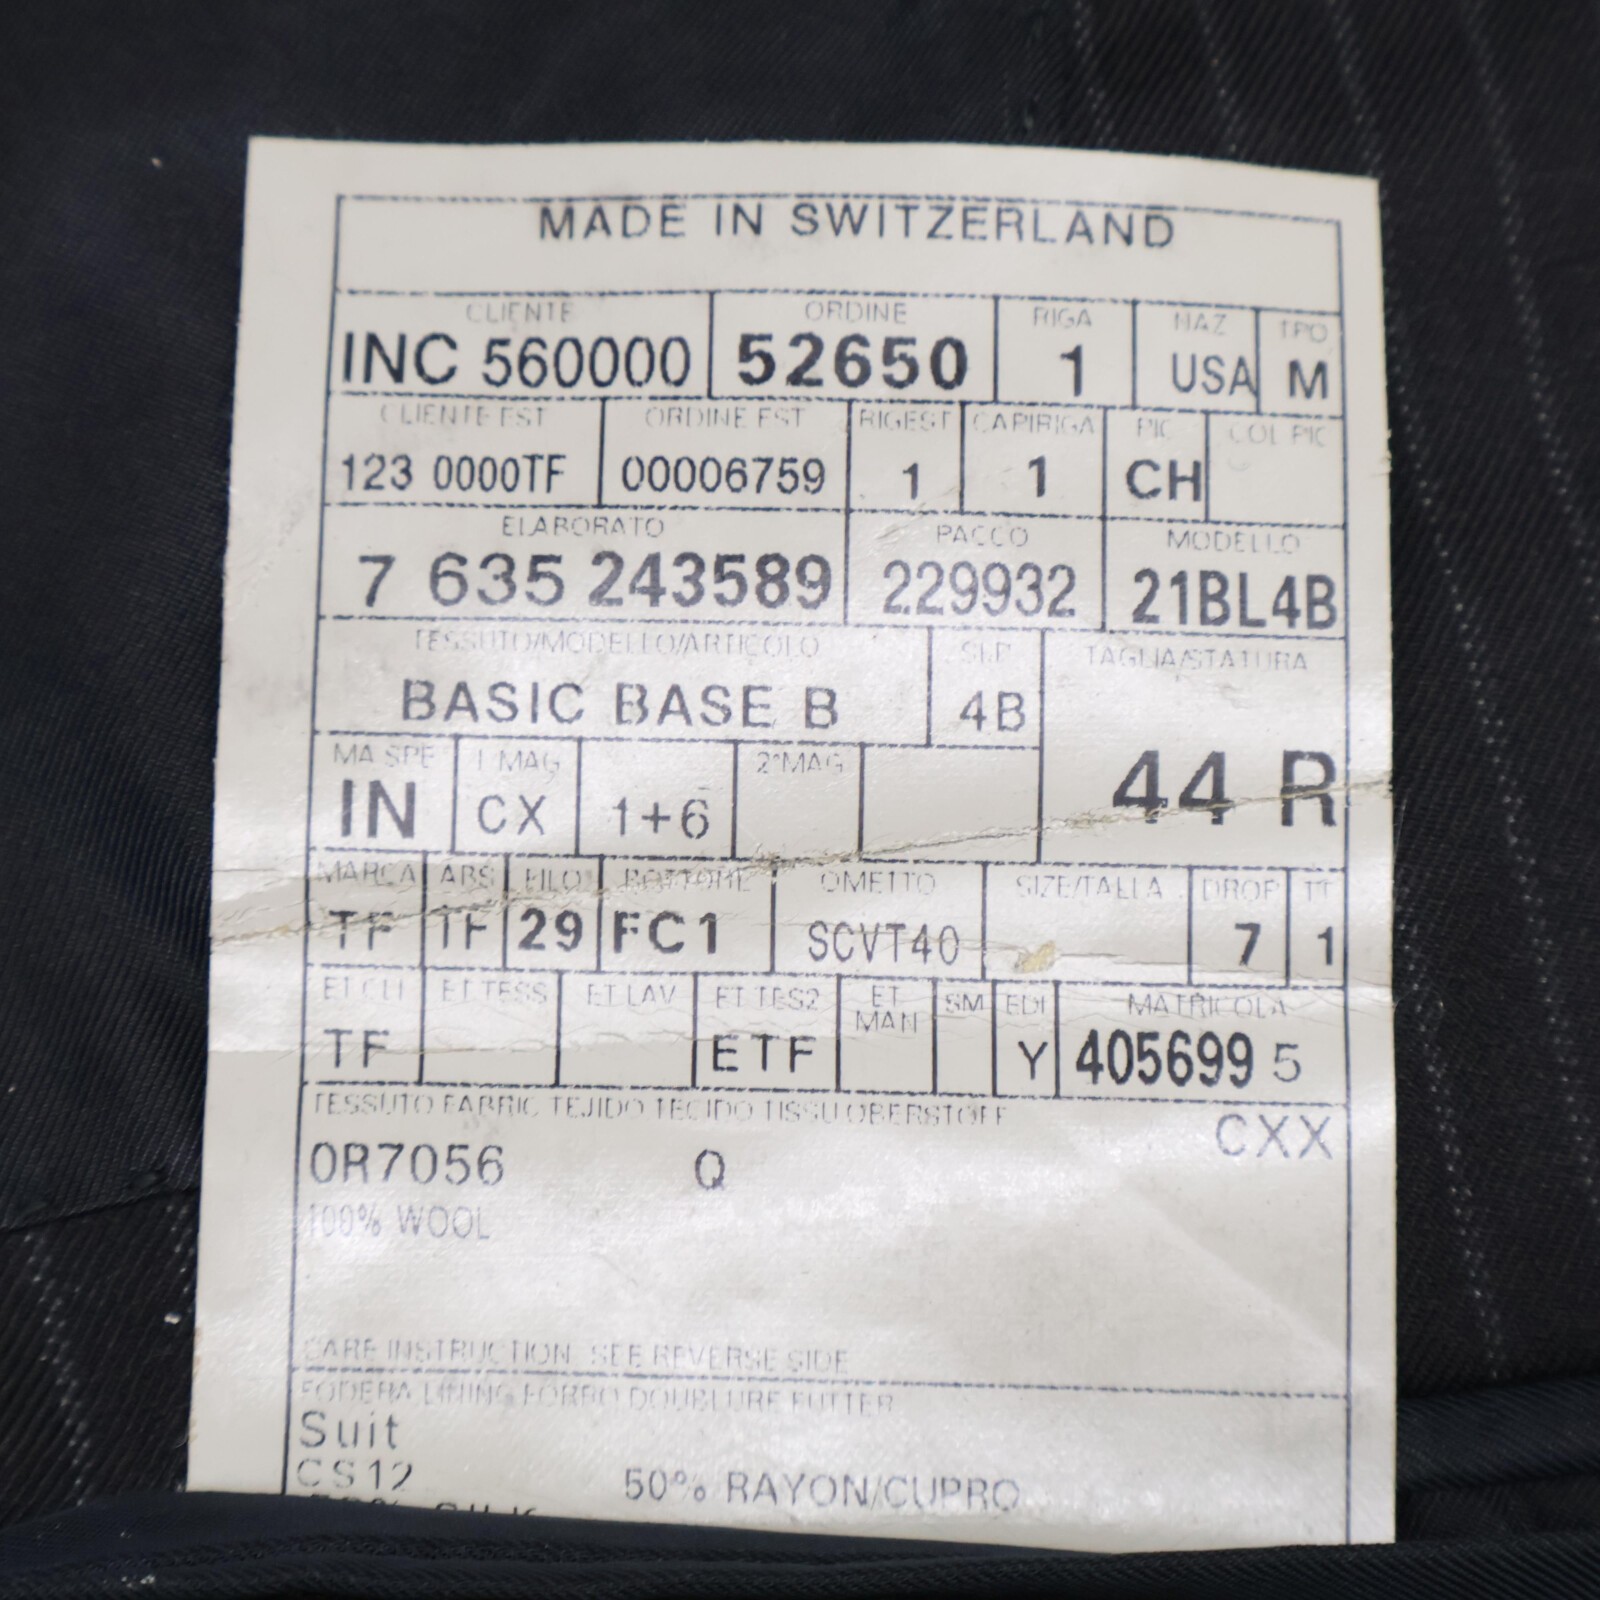 MADE IN SWITZERLAND
CLIENTE ORDINE RIGA NAZ TPO
INC 560000 52650 1 USA M
CLIENTE EST ORDINE EST RIGEST CAPIRIGA PIC COL PIC
123 0000TF 00006759 1 1 CH
ELABORATO PACCO MODELLO
7 635 243589 229932 21BL4B
TESSUTO/MODELLO/ARTICOLO TAGLIA/STATURA
BASIC BASE B 4B
44 R
MA SPE 1 MAG 2°MAG
IN CX 1+6
MARCA ABS FILO BOTTONE OMETTO SIZE/TALLA DROP TT
TF TF 29 FC1 SCVT40 7 1
ET CLI ET TESS ET LAV ET TES2 ET MAN SM EDI MATRICOLA
TF ETF Y 405699 5
TESSUTO FABRIC TEJIDO TECIDO TISSU OBERSTOFF
CXX
0R7056 Q
100% WOOL
CARE INSTRUCTION SEE REVERSE SIDE
FODERA LINING FORRO DOUBLURE FUTTER
Suit
CS12 50% RAYON/CUPRO